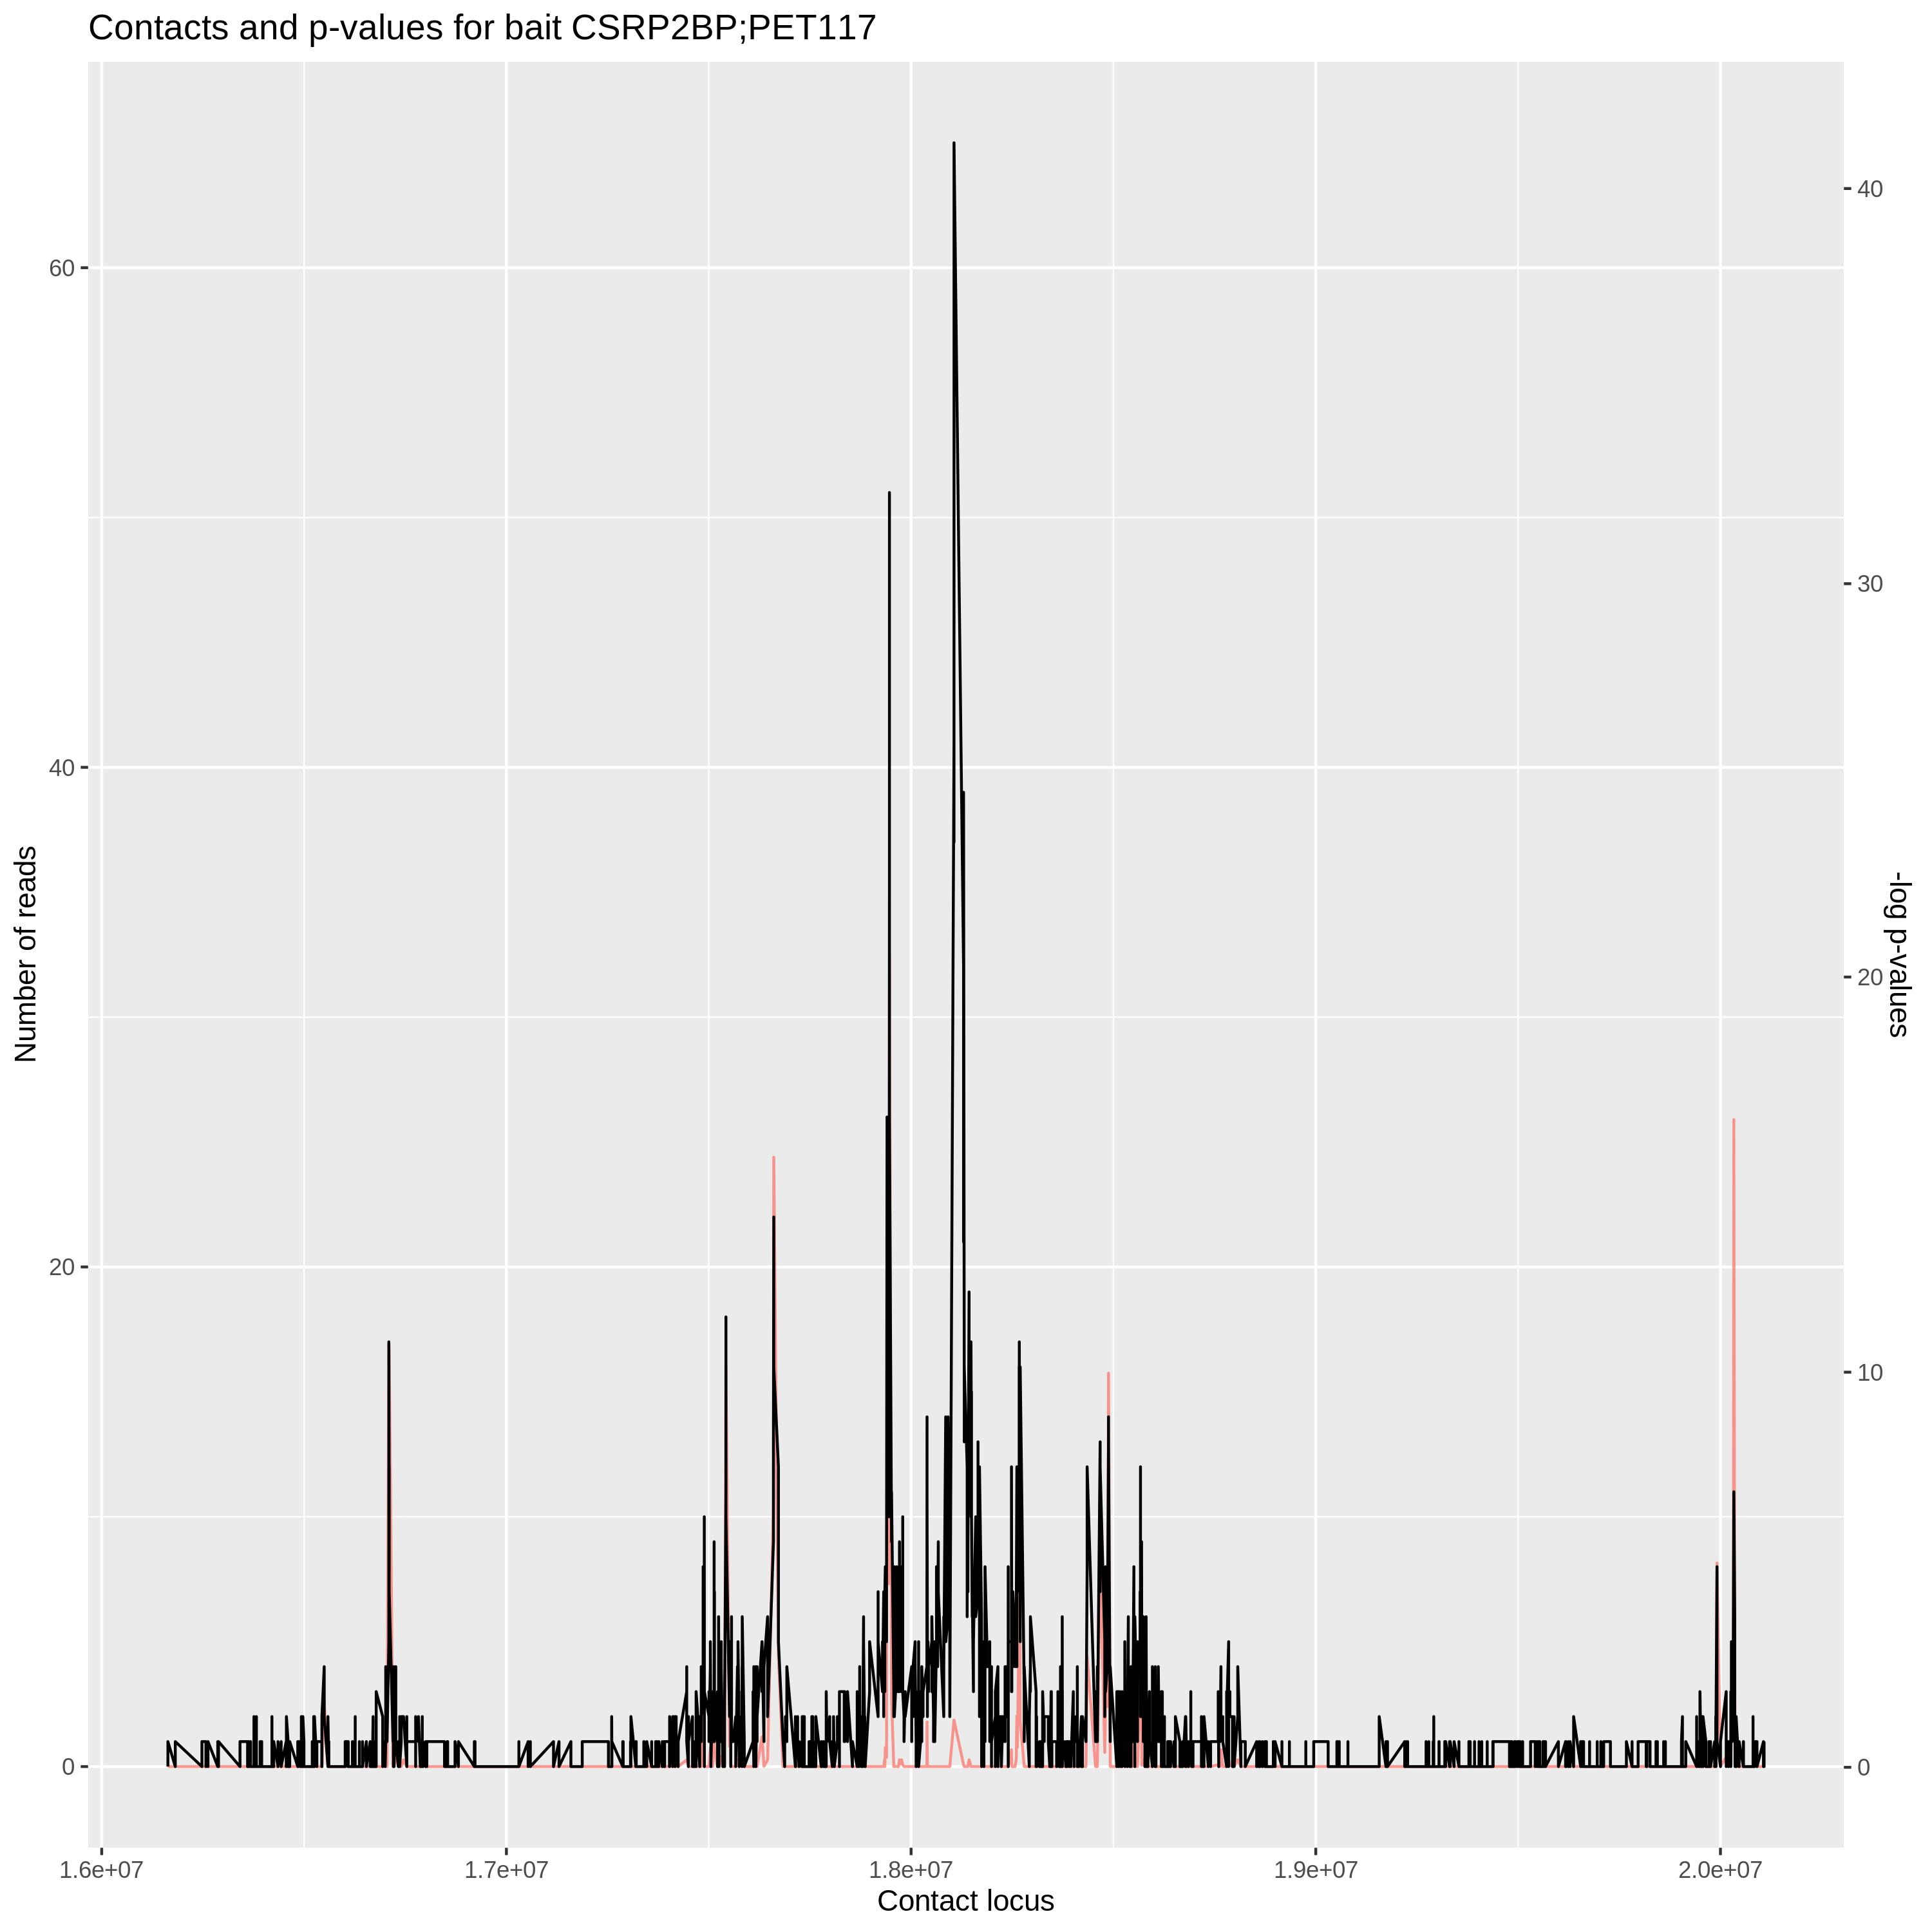 Contacts and p-values for bait CSRP2BP;PET117
60
40
20
0
Number of reads
40
30
20
10
0
-log p-values
1.6e+07
1.7e+07
1.8e+07
1.9e+07
2.0e+07
Contact locus